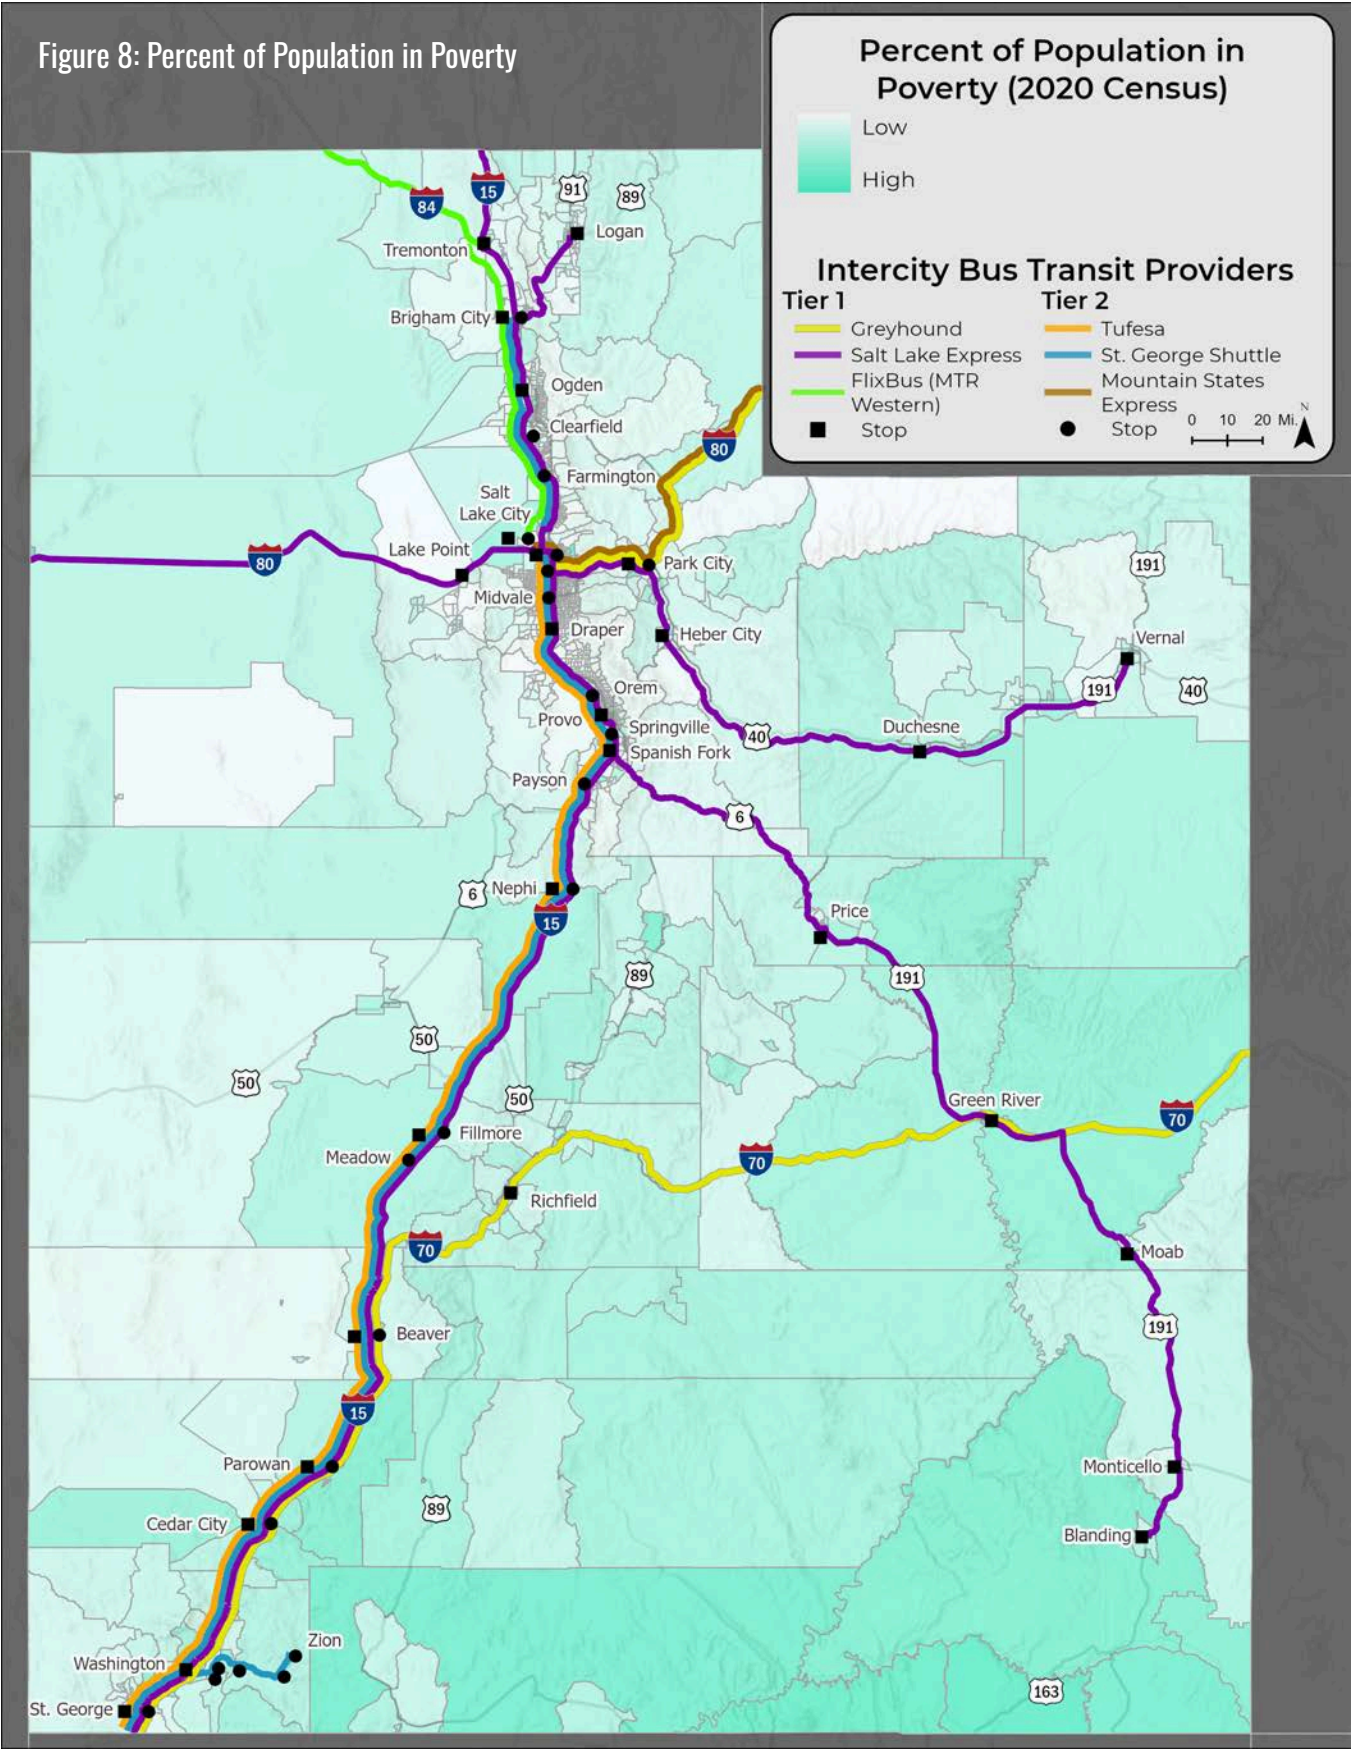 Figure 8: Percent of Population in Poverty
Percent of Population in
Poverty (2020 Census)
Low
High
Intercity Bus Transit Providers
Tier 1
Tier 2
Greyhound
Tufesa
Salt Lake Express
St. George Shuttle
FlixBus (MTR
Western)
Mountain States
Express
Stop
Stop
0 10 20 Mi.
N
84
15
91
89
Logan
Tremonton
Brigham City
Ogden
Clearfield
80
Farmington
Salt
Lake City
Lake Point
80
Park City
191
Midvale
Draper
Heber City
Vernal
Orem
191
40
Provo
Springville
Duchesne
40
Spanish Fork
Payson
6
Nephi
6
15
Price
89
191
50
50
50
Green River
70
Fillmore
Meadow
70
Richfield
70
Moab
191
Beaver
15
Parowan
Monticello
89
Cedar City
Blanding
Zion
Washington
163
St. George